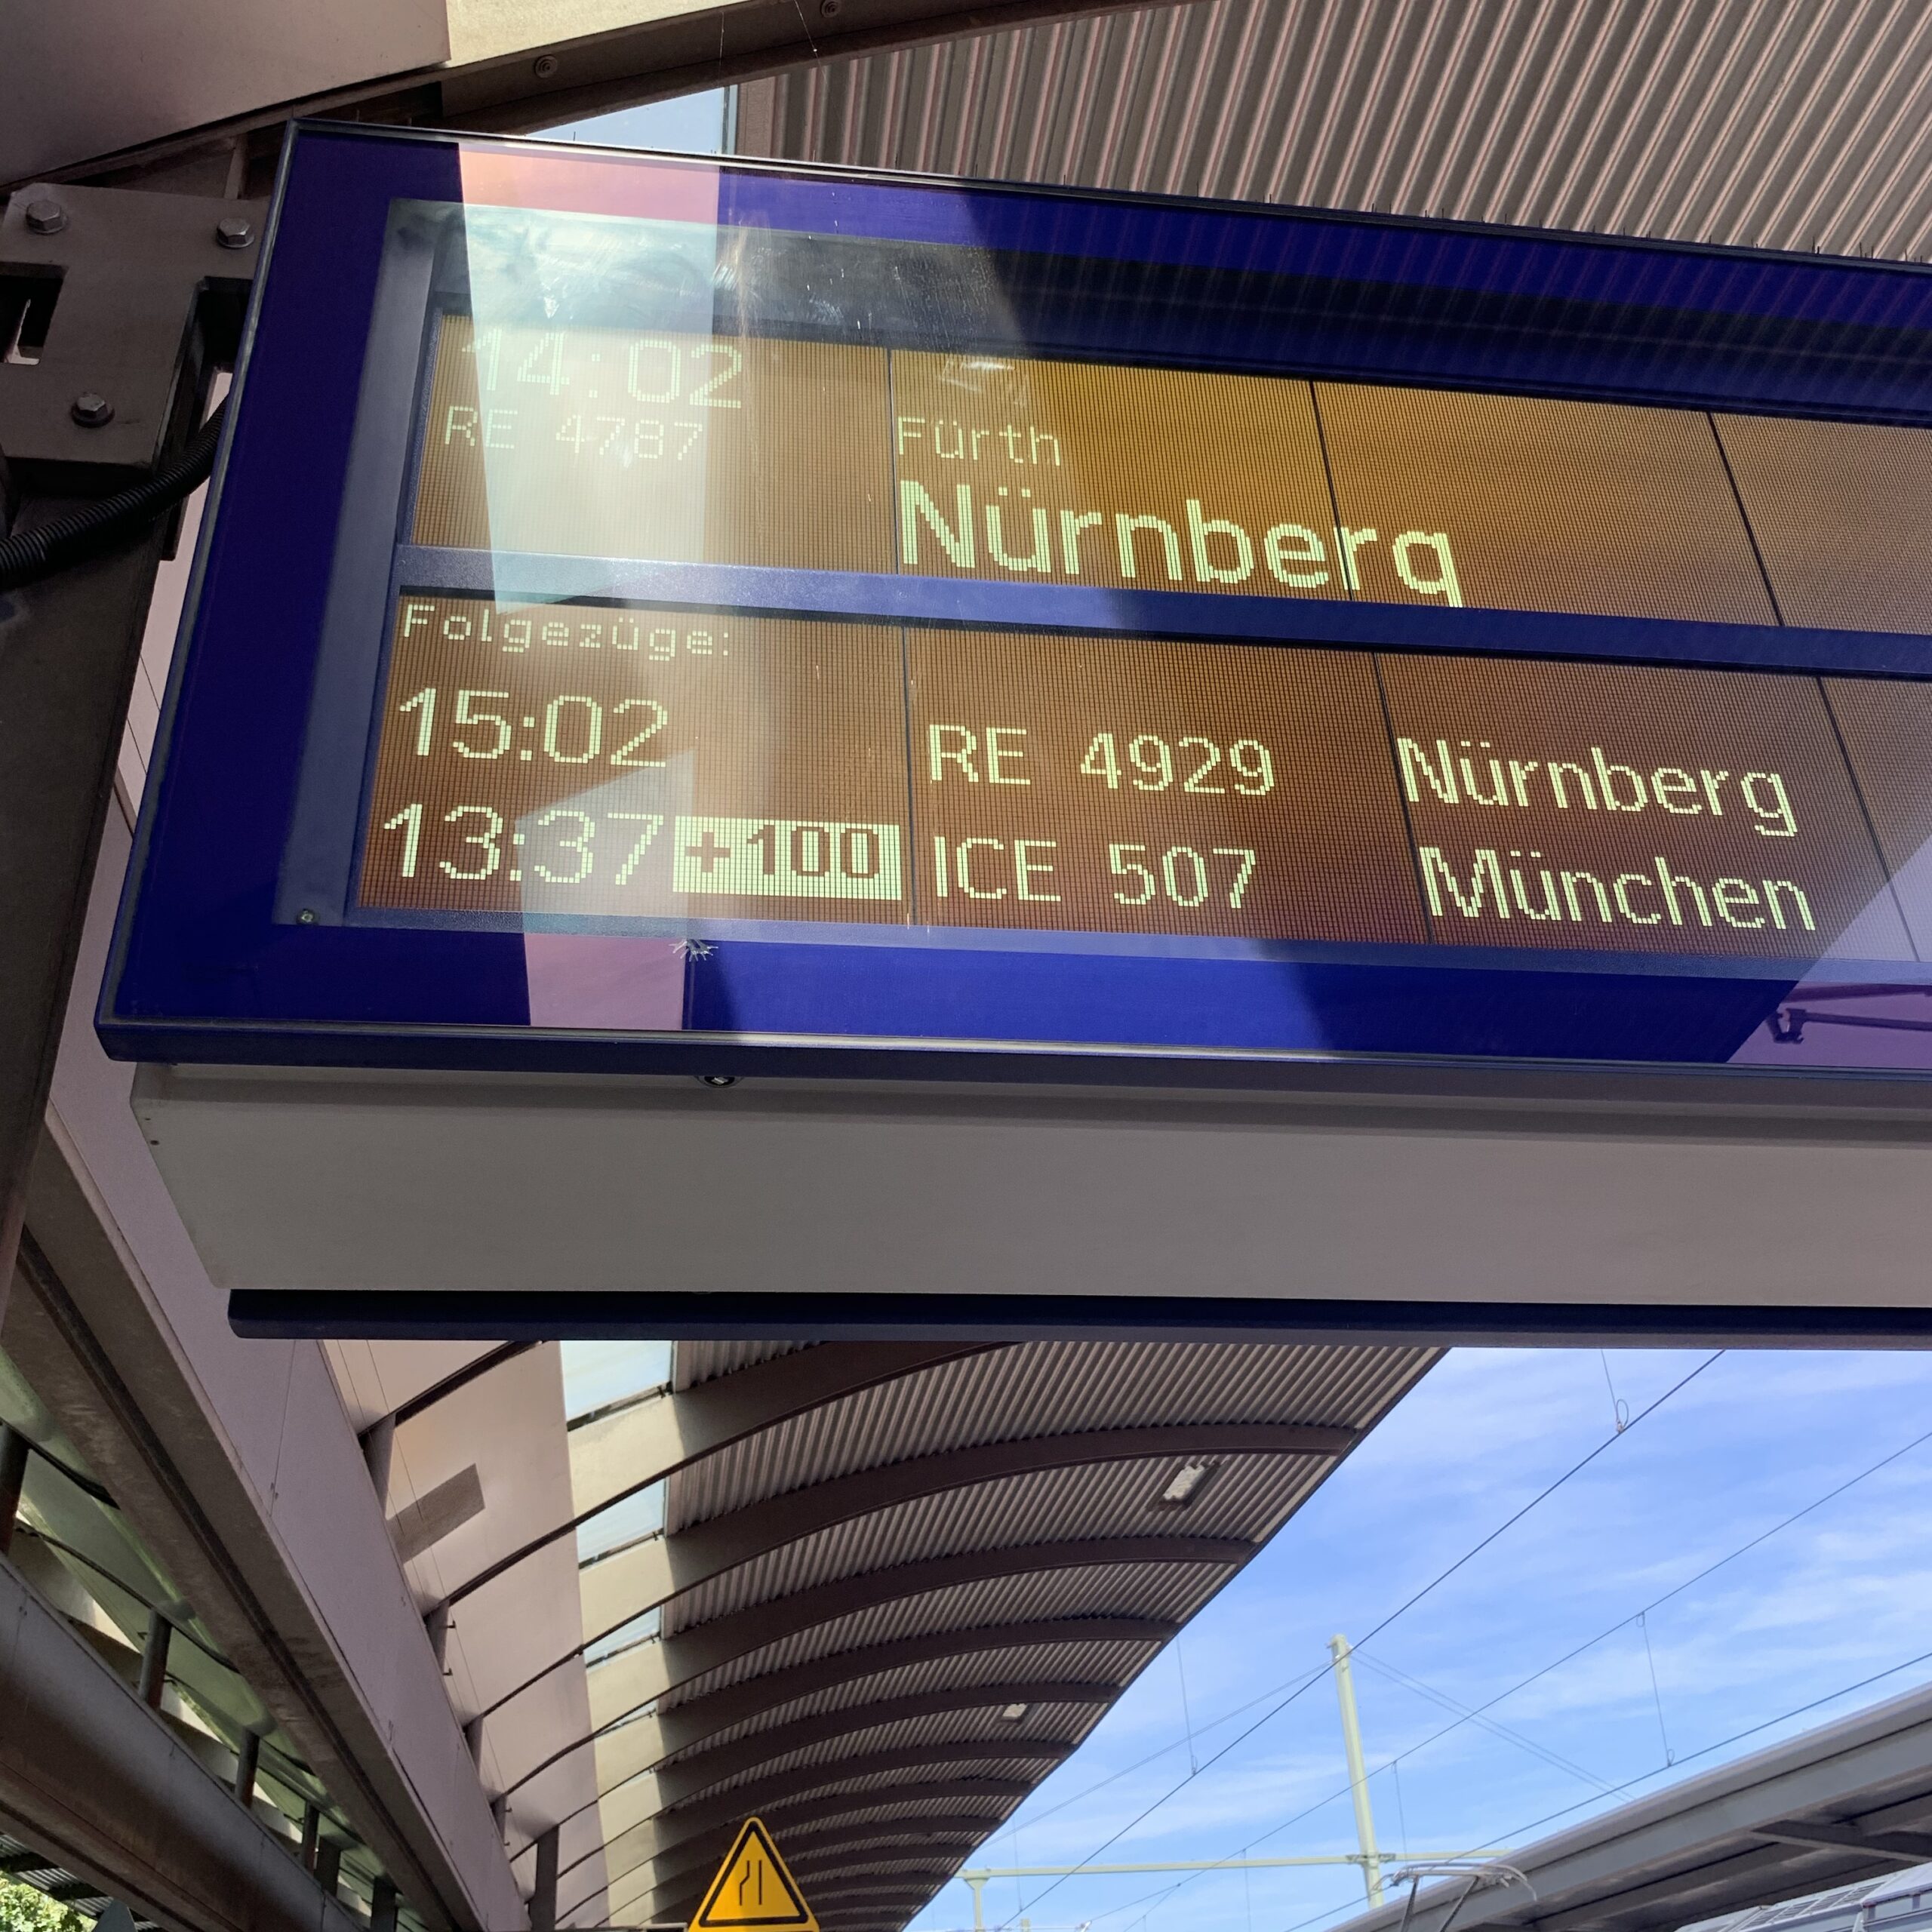 14:02
RE 4787
Fürth
Nürnberg
Folgezüge:
15:02 RE 4929 Nürnberg
13:37 +100 ICE 507 München